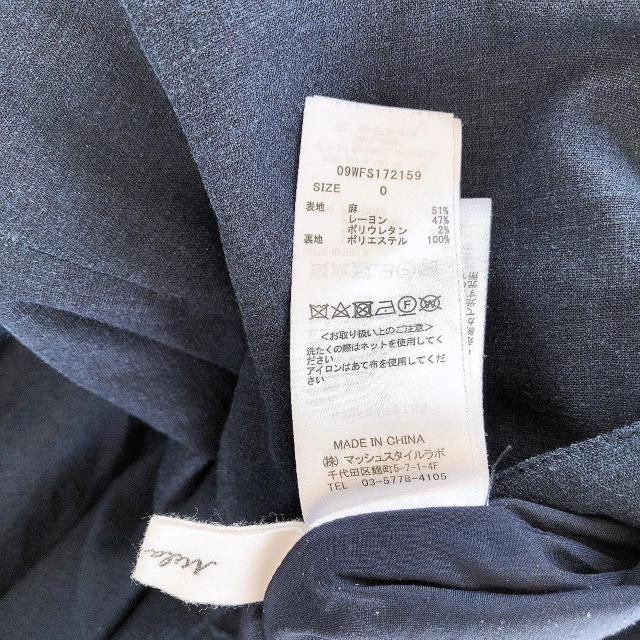 09WFS172159
SIZE 0
表地 麻 51%
レーヨン 47%
ポリウレタン 2%
裏地 ポリエステル 100%
<お取り扱い上のご注意>
洗たくの際はネットを使用してく
ださい
アイロンはあて布を使用してくだ
さい
MADE IN CHINA
(株) マッシュスタイルラボ
千代田区麹町5-7-1-4F
TEL 03-5778-4105